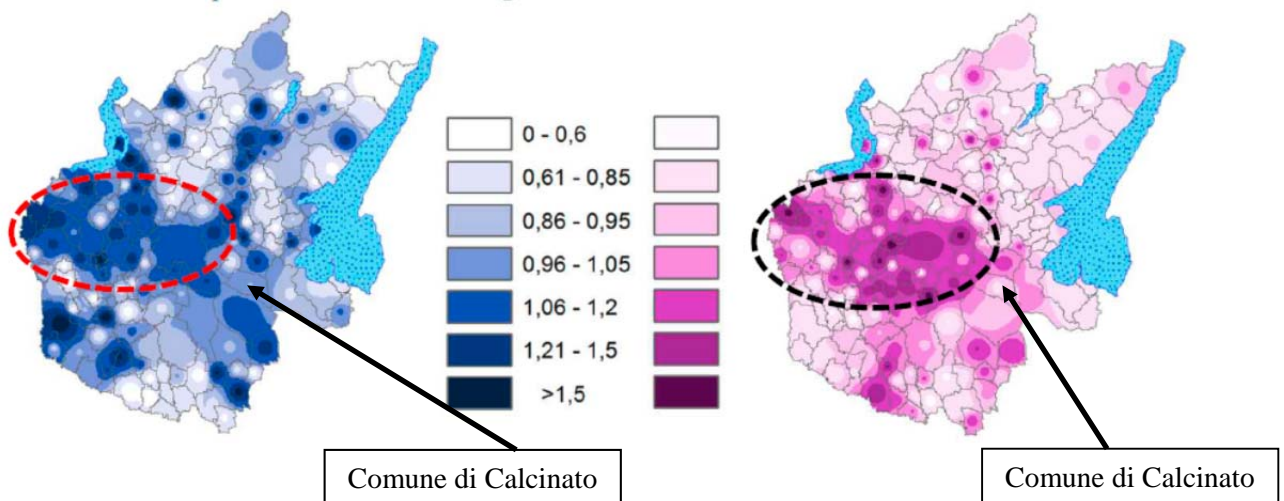 0 - 0,6
0,61 - 0,85
0,86 - 0,95
0,96 - 1,05
1,06 - 1,2
1,21 - 1,5
>1,5
Comune di Calcinato
Comune di Calcinato